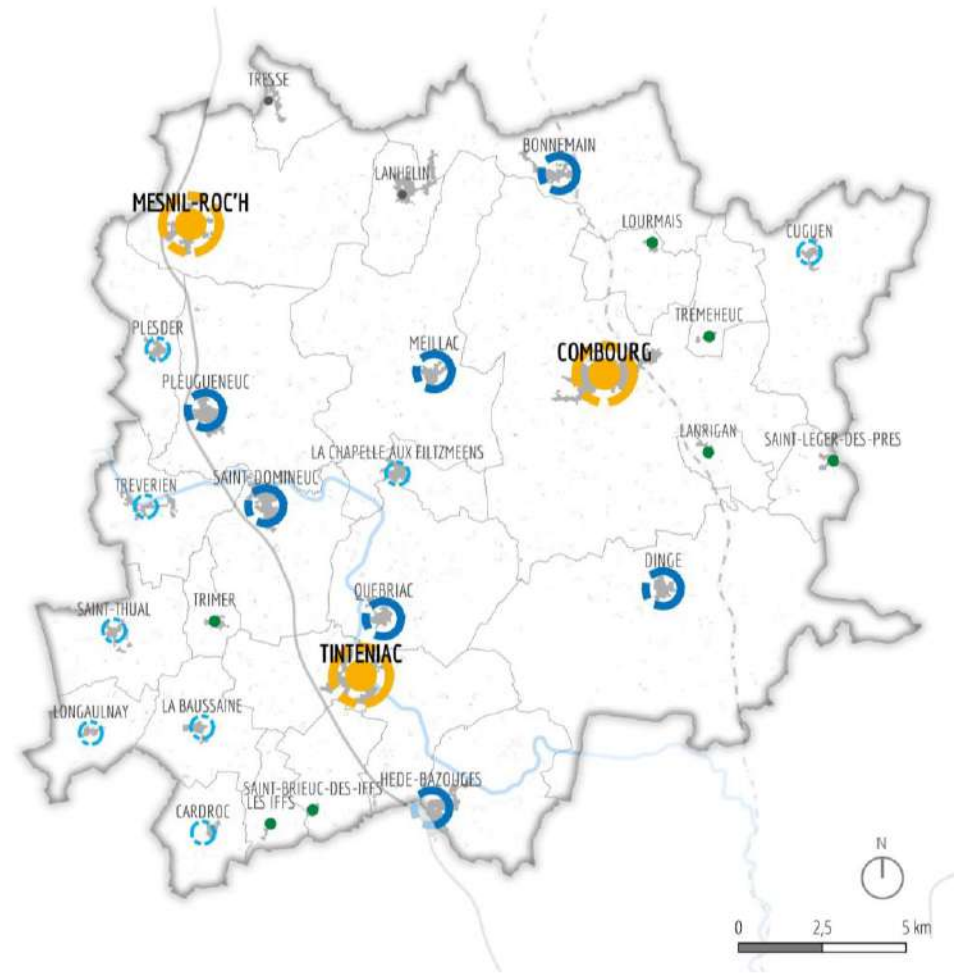 TRESSE
BONNEMAIN
LANHELIN
MESNIL-ROC'H
LOURMAIS
CUGUEN
TREMEHEUC
PLESDER
MEILLAC
COMBOURG
PLEUGUENEUC
LANRIGAN
SAINT-LEGER-DES-PRES
LA CHAPELLE AUX FILTZMEENS
SAINT-DOMINEUC
TREVERIEN
DINGE
QUEBRIAC
TRIMER
SAINT-THUAL
TINTENIAC
LA BAUSSAINE
LONGAULNAY
HEDE-BAZOUGES
SAINT-BRIEUC-DES-IFFS
LES IFFS
CARDROC
N
0 2,5 5 km